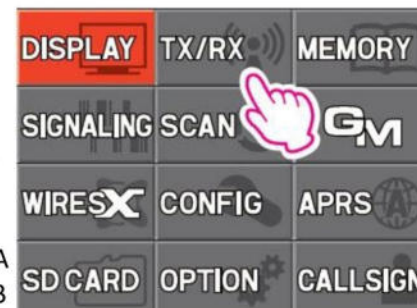 DISPLAY TX/RX MEMORY
SIGNALING SCAN GM
WIRES X CONFIG APRS
A
SD CARD OPTION CALLSIGN